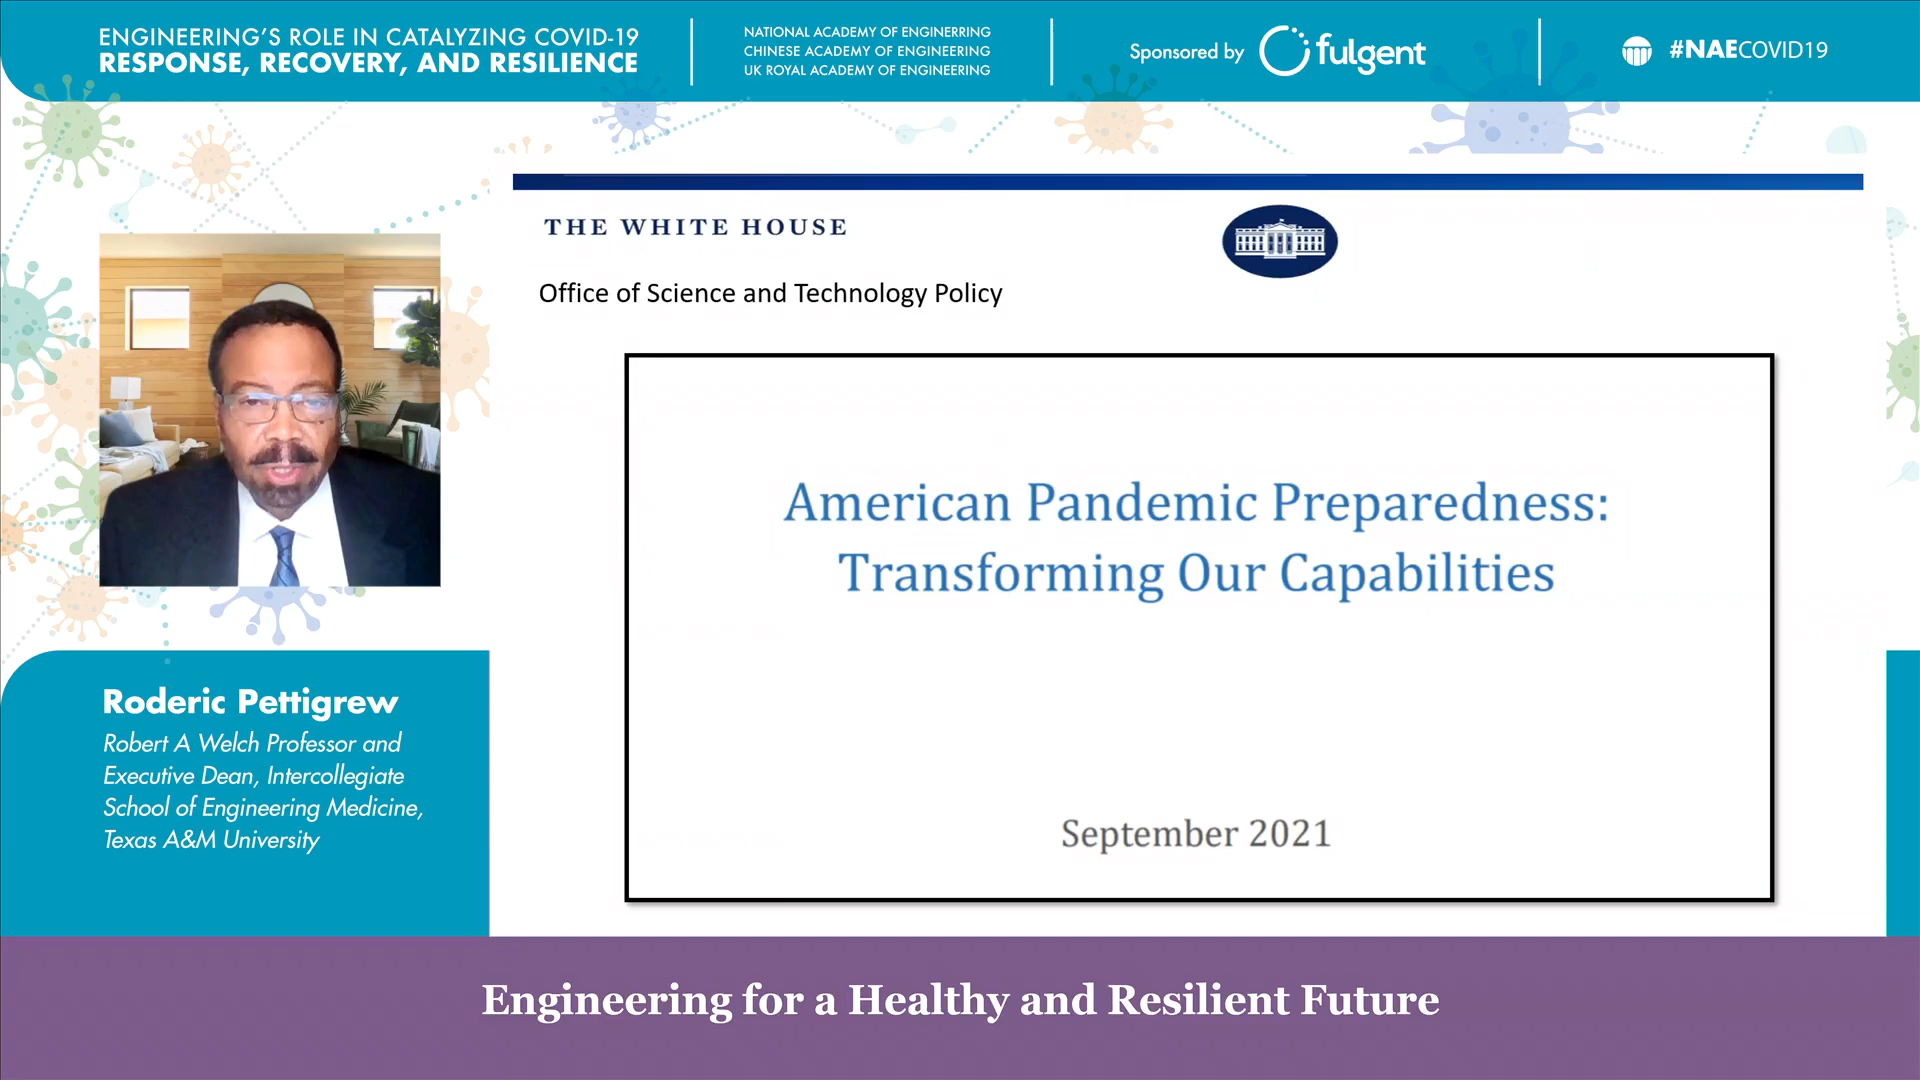 ENGINEERING'S ROLE IN CATALYZING COVID-19
RESPONSE, RECOVERY, AND RESILIENCE
NATIONAL ACADEMY OF ENGINERRING
CHINESE ACADEMY OF ENGINEERING
UK ROYAL ACADEMY OF ENGINEERING
Sponsored by fulgent
#NAECOVID19
THE WHITE HOUSE
Office of Science and Technology Policy
American Pandemic Preparedness:
Transforming Our Capabilities
September 2021
Roderic Pettigrew
Robert A Welch Professor and
Executive Dean, Intercollegiate
School of Engineering Medicine,
Texas A&M University
Engineering for a Healthy and Resilient Future